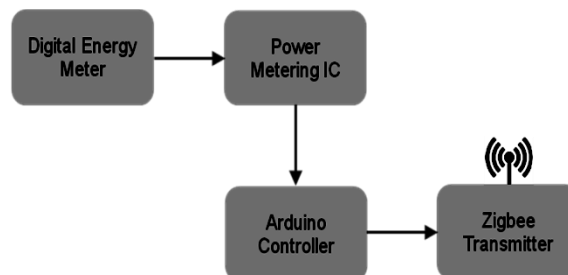 Digital Energy
Meter
Power
Metering IC
Arduino
Controller
Zigbee
Transmitter